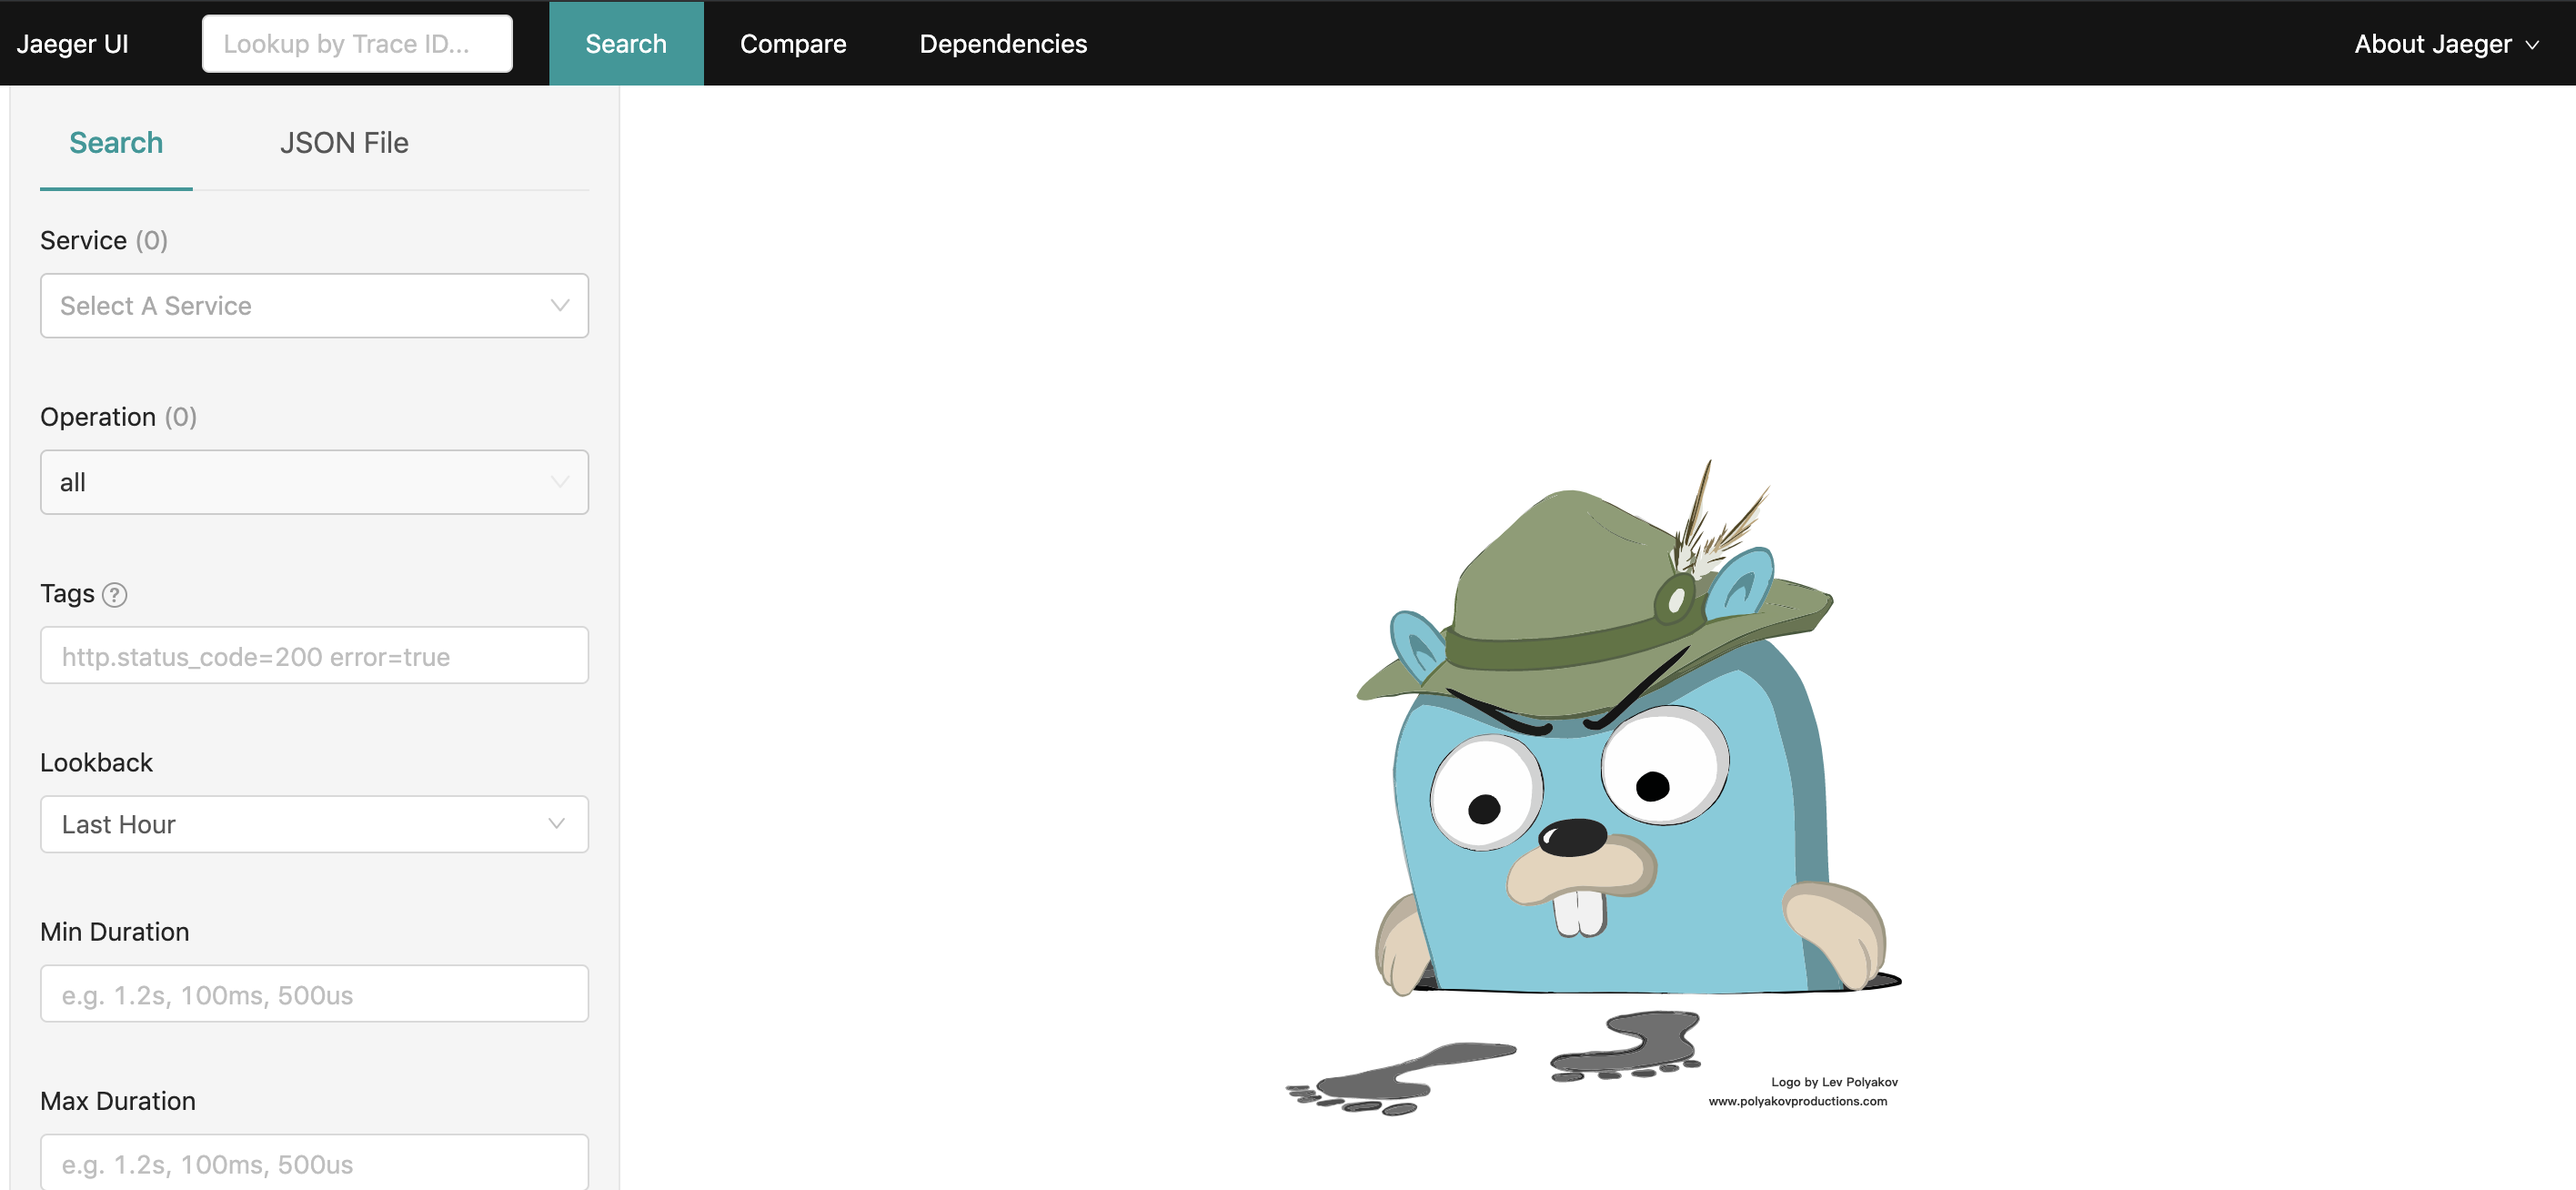 Jaeger UI
Lookup by Trace ID...
Search
Compare
Dependencies
About Jaeger
Search
JSON File
Service (0)
Select A Service
Operation (0)
all
Tags ?
http.status_code=200 error=true
Lookback
Last Hour
Min Duration
e.g. 1.2s, 100ms, 500us
Max Duration
e.g. 1.2s, 100ms, 500us
Logo by Lev Polyakov
www.polyakovproductions.com